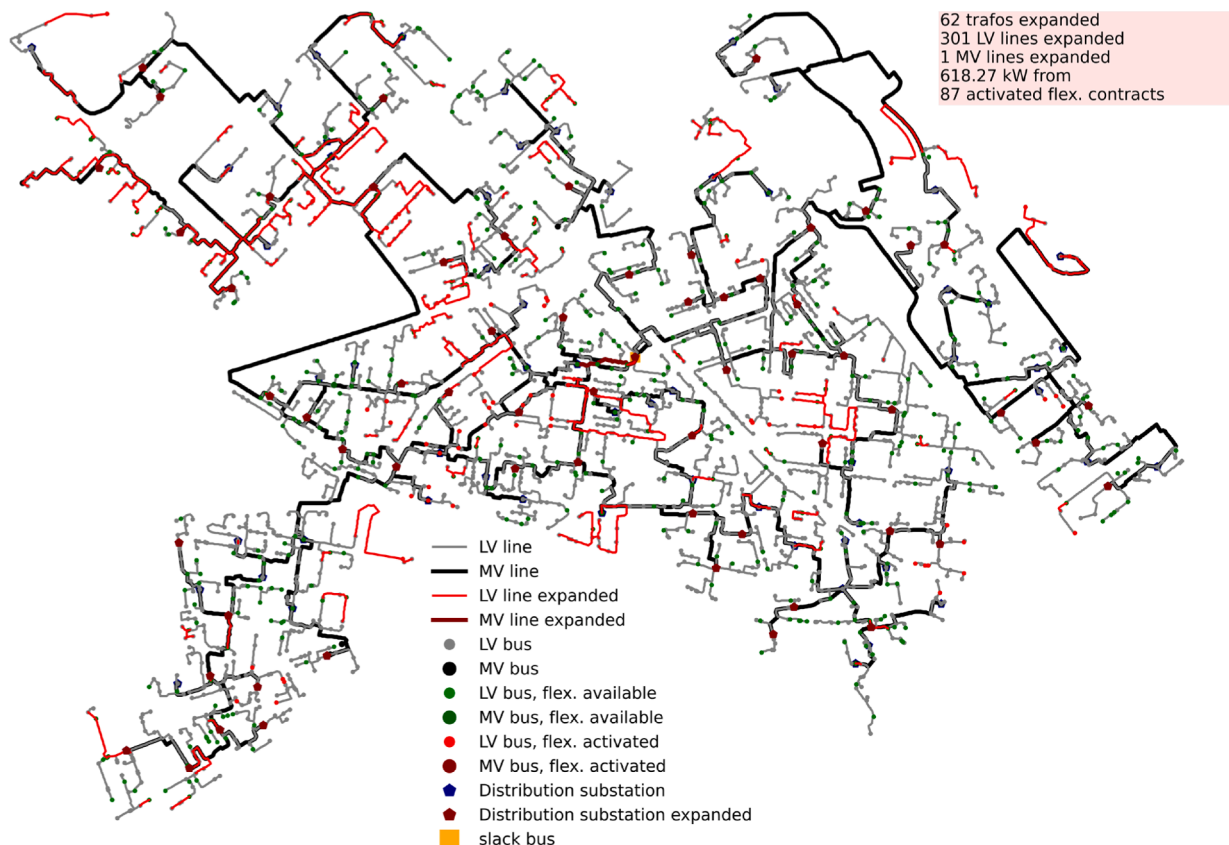 62 trafos expanded
301 LV lines expanded
1 MV lines expanded
618.27 kW from
87 activated flex. contracts
LV line
MV line
LV line expanded
MV line expanded
LV bus
MV bus
LV bus, flex. available
MV bus, flex. available
LV bus, flex. activated
MV bus, flex. activated
Distribution substation
Distribution substation expanded
slack bus